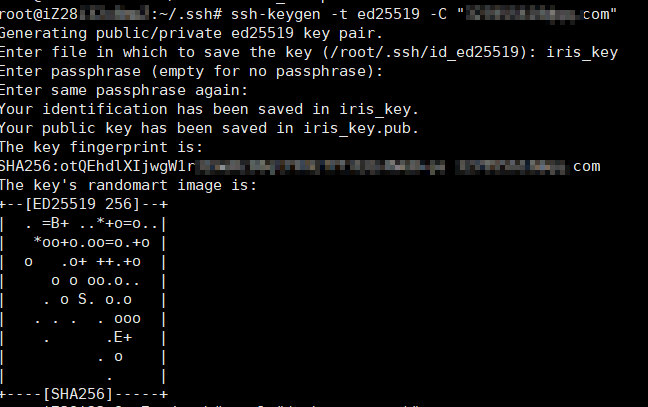 root@iZ28 :~/.ssh# ssh-keygen -t ed25519 -C " .com"
Generating public/private ed25519 key pair.
Enter file in which to save the key (/root/.ssh/id_ed25519): iris_key
Enter passphrase (empty for no passphrase):
Enter same passphrase again:
Your identification has been saved in iris_key.
Your public key has been saved in iris_key.pub.
The key fingerprint is:
SHA256:otQEhdlXIjwgW1r .com
The key's randomart image is:
+--[ED25519 256]--+
|  . =B+ ..*+o=o..|
|   *oo+o.oo=o.+o |
|  o   .o+ ++.+o  |
|     o o oo.o..  |
|    . o S. o.o   |
|   . . .  . ooo  |
|    .      .E+   |
|          . o    |
|           .     |
+----[SHA256]-----+